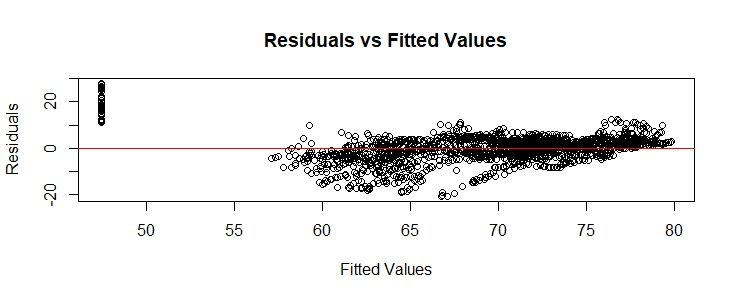 Residuals vs Fitted Values
Residuals
20
0
-20
50 55 60 65 70 75 80
Fitted Values